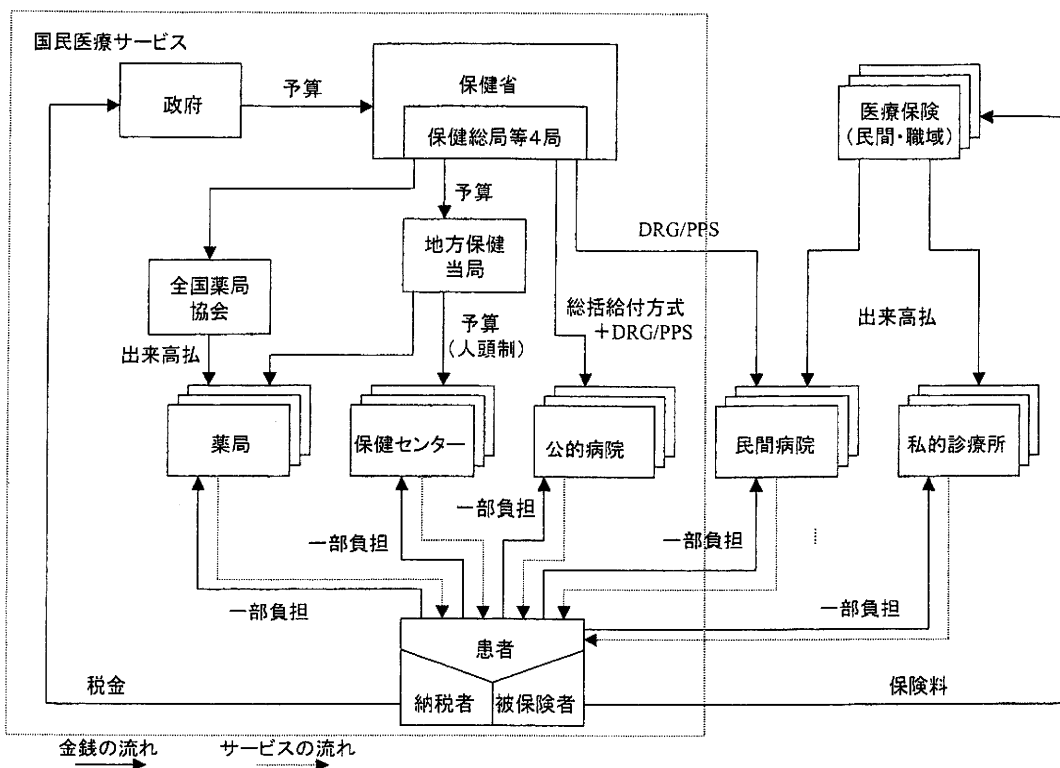 国民医療サービス
政府
予算
保健省
保健総局等4局
医療保険
(民間・職域)
予算
DRG/PPS
地方保健
当局
全国薬局
協会
総括給付方式
+DRG/PPS
出来高払
予算
(人頭制)
出来高払
薬局
保健センター
公的病院
民間病院
私的診療所
一部負担
一部負担
一部負担
一部負担
一部負担
患者
税金
納税者
被保険者
保険料
金銭の流れ
サービスの流れ